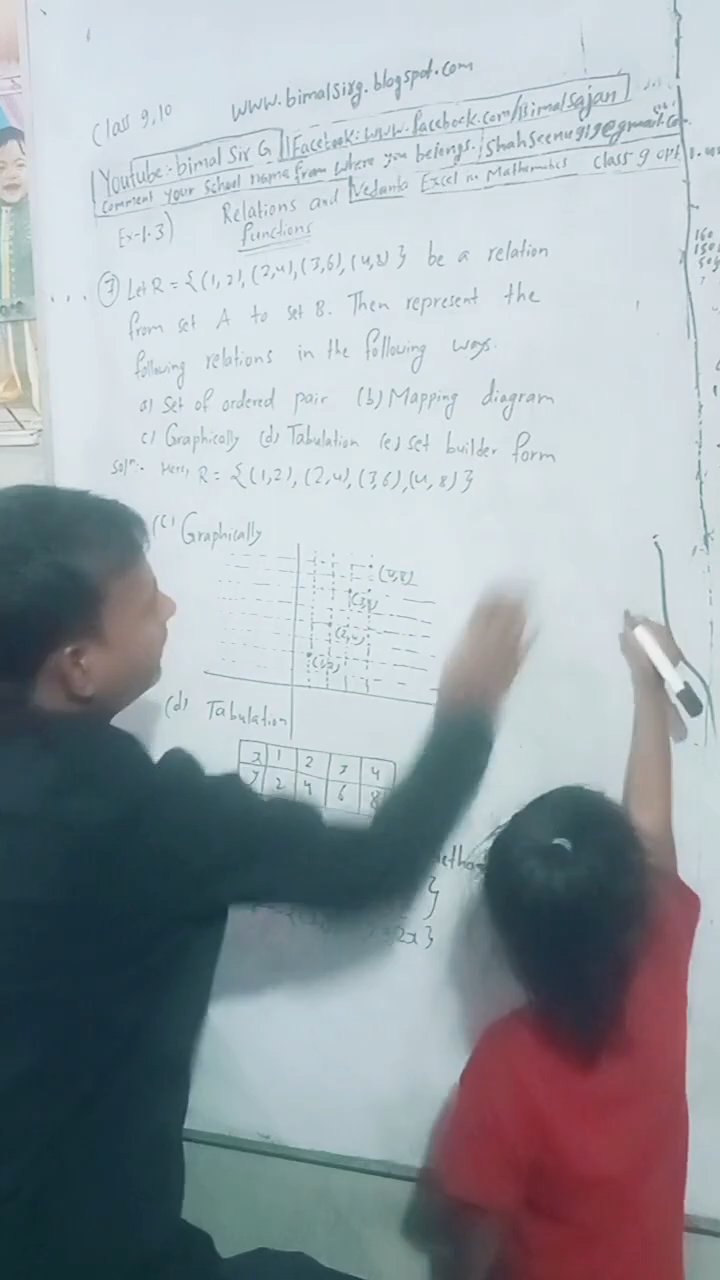 Class 9,10 www.bimalsirg.blogspot.com
Youtube:- bimal Sir G || Facebook: www.facebook.com/Bimalsajan
Comment your School name from where you belongs.
Vedanta Excel in Mathematics Class 9 opt
Ex-1.3) Relations and Functions
7) Let R = {(1,2),(2,4),(3,6),(4,8)} be a relation
from set A to set B. Then represent the
following relations in the following ways.
a) Set of ordered pair (b) Mapping diagram
c) Graphically (d) Tabulation (e) set builder form
Solⁿ:- Here, R = {(1,2), (2,4), (3,6), (4,8)}
(c) Graphically
(4,8)
(3,6)
(2,4)
(1,2)
(d) Tabulation
x 1 2 3 4
y 2 4 6 8
}
2x}